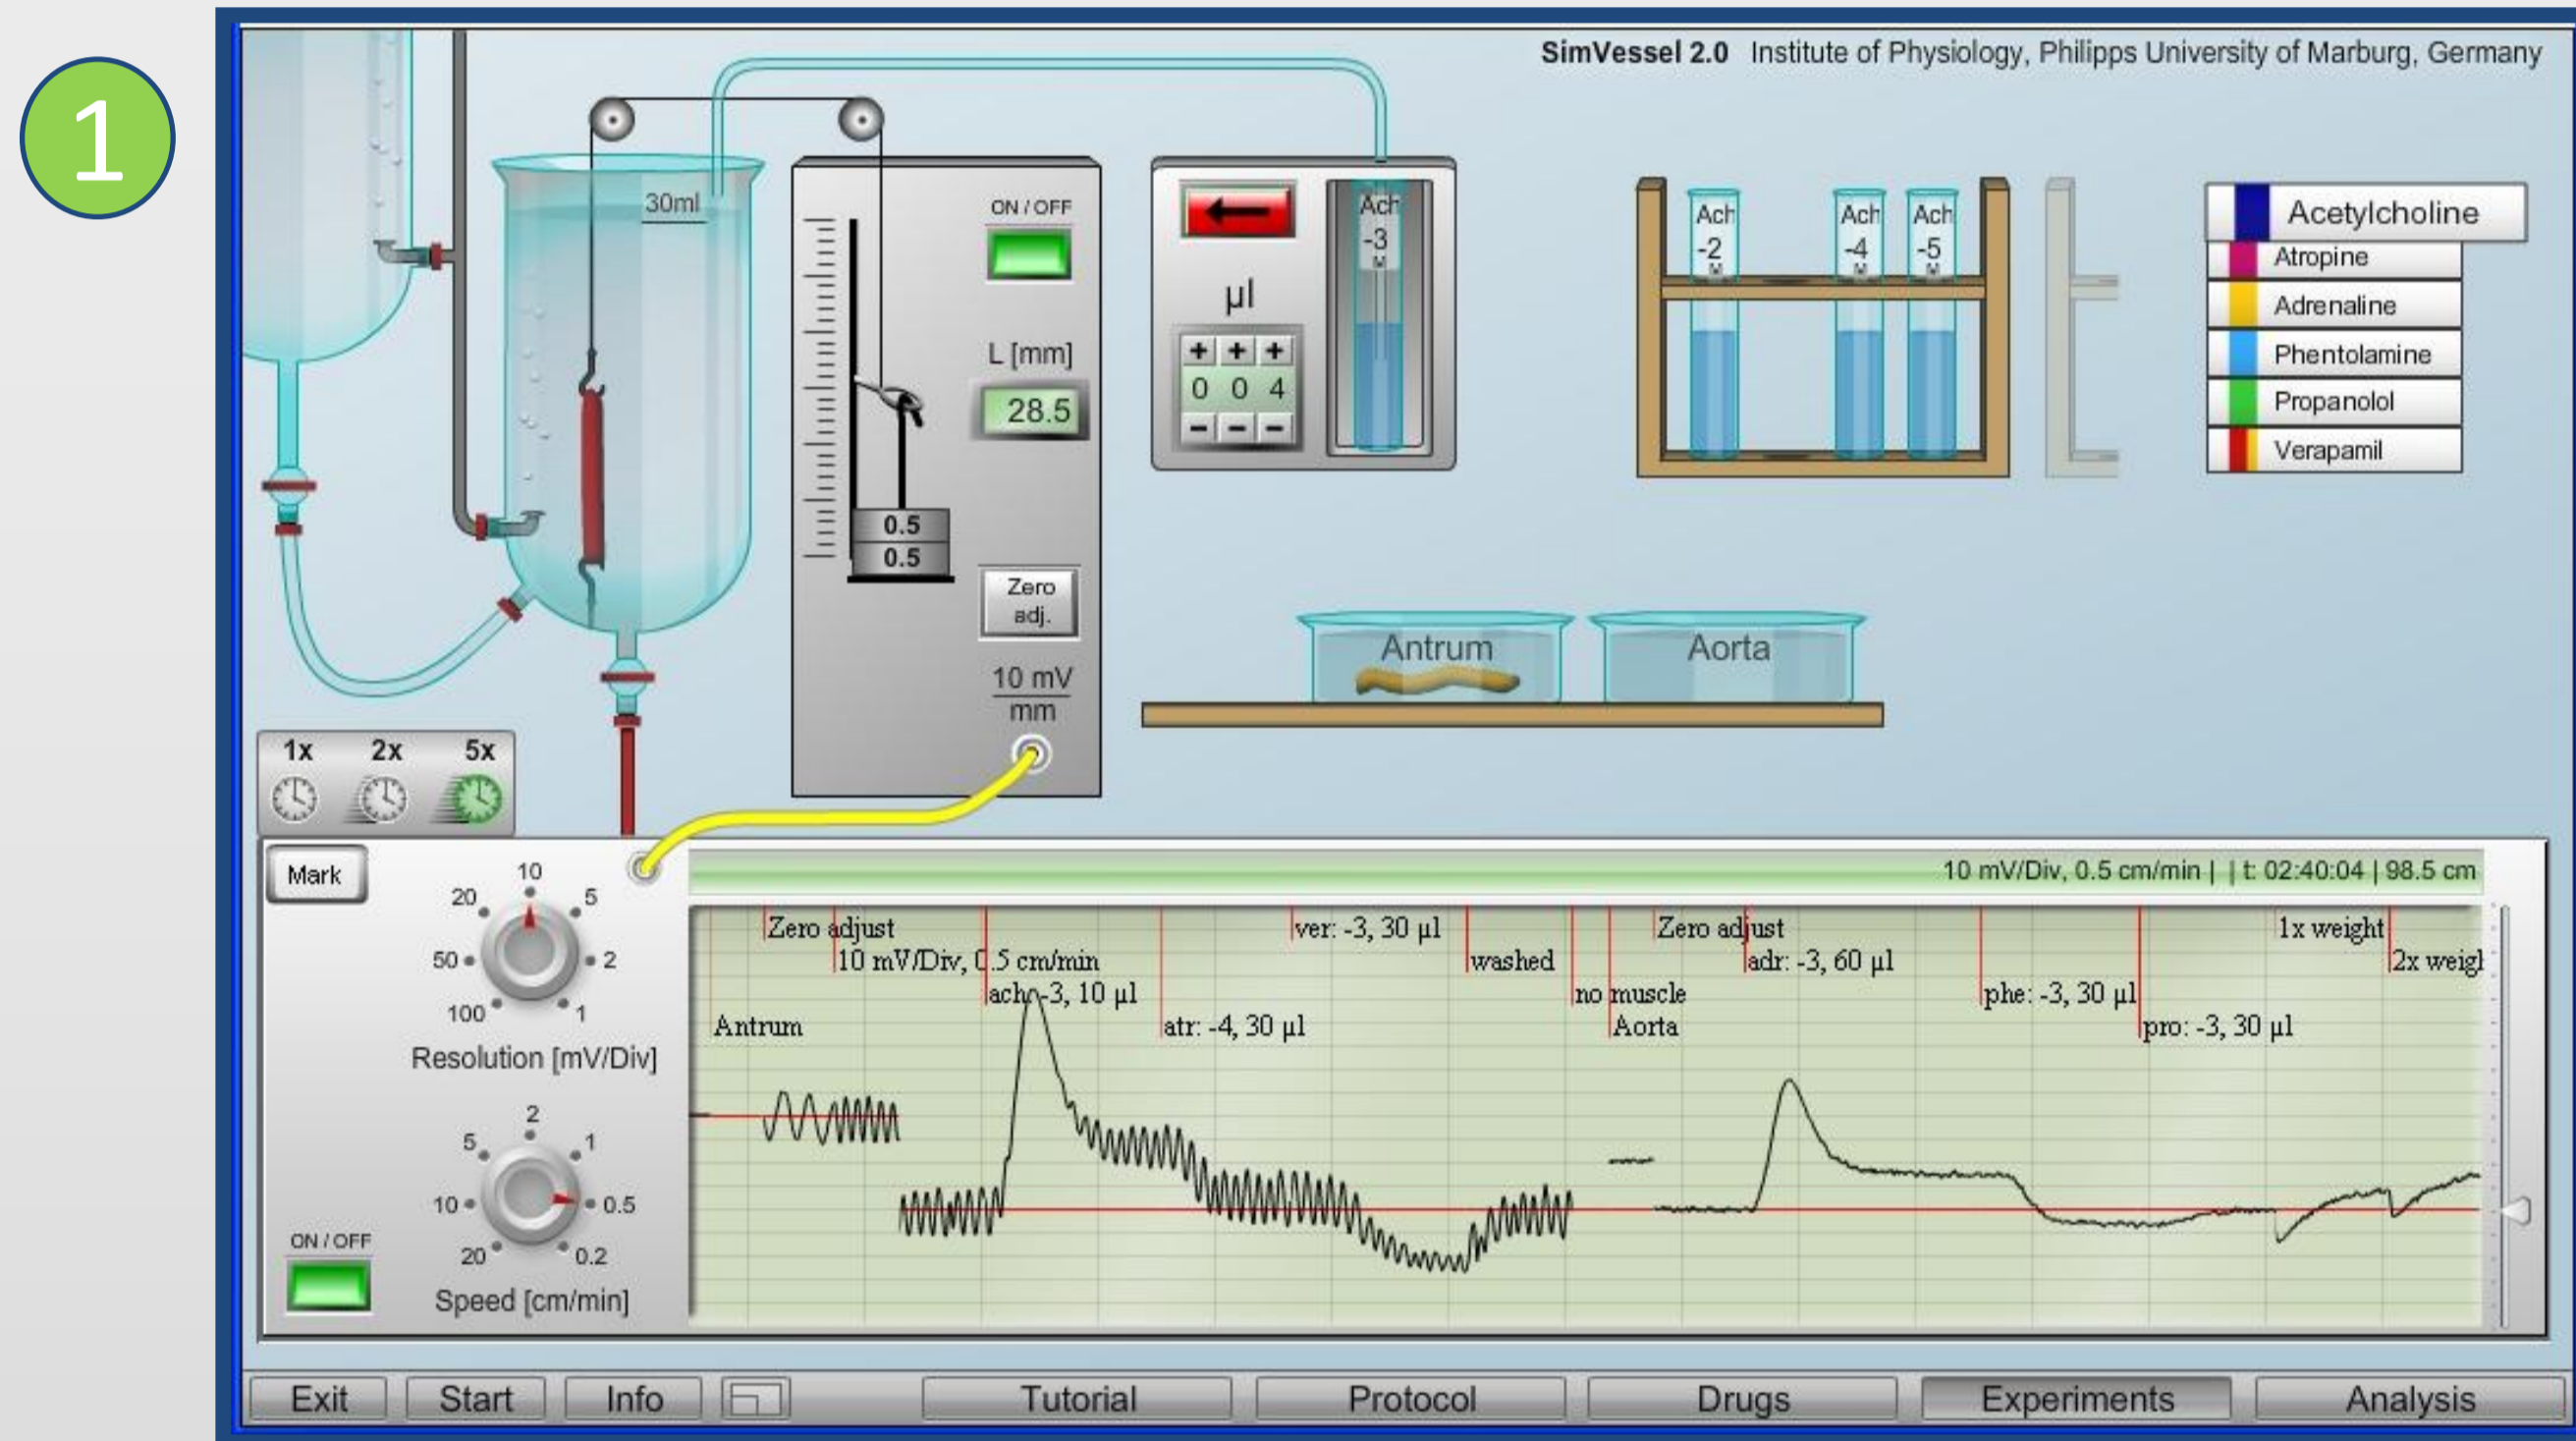 1
SimVessel 2.0 Institute of Physiology, Philipps University of Marburg, Germany
30ml
ON / OFF
L [mm]
28.5
0.5
0.5
Zero
adj.
10 mV
mm
µl
+ + +
0 0 4
- - -
Ach
-3
M
Ach
-2
M
Ach
-4
M
Ach
-5
M
Acetylcholine
Atropine
Adrenaline
Phentolamine
Propanolol
Verapamil
Antrum
Aorta
1x 2x 5x
Mark
10
20 5
50 2
100 1
Resolution [mV/Div]
2
5 1
10 0.5
20 0.2
Speed [cm/min]
ON / OFF
10 mV/Div, 0.5 cm/min | | t: 02:40:04 | 98.5 cm
Zero adjust
10 mV/Div, 0.5 cm/min
ach: -3, 10 µl
Antrum
atr: -4, 30 µl
ver: -3, 30 µl
washed
no muscle
Aorta
Zero adjust
adr: -3, 60 µl
phe: -3, 30 µl
pro: -3, 30 µl
1x weight
2x weigh
Exit Start Info Tutorial Protocol Drugs Experiments Analysis